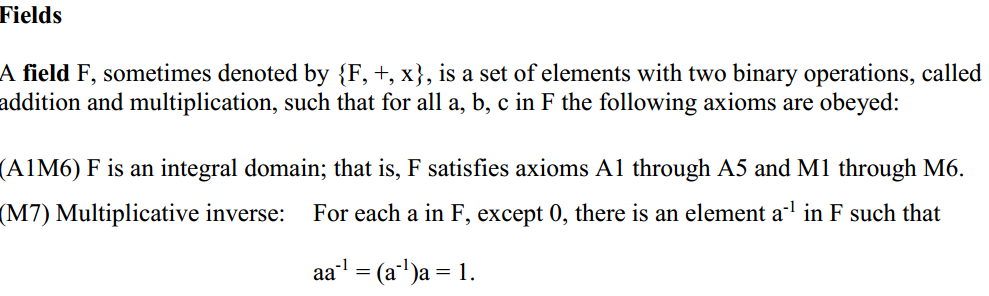 Fields
A field F, sometimes denoted by {F, +, x}, is a set of elements with two binary operations, called
addition and multiplication, such that for all a, b, c in F the following axioms are obeyed:
(A1M6) F is an integral domain; that is, F satisfies axioms A1 through A5 and M1 through M6.
(M7) Multiplicative inverse: For each a in F, except 0, there is an element a⁻¹ in F such that
aa⁻¹ = (a⁻¹)a = 1.